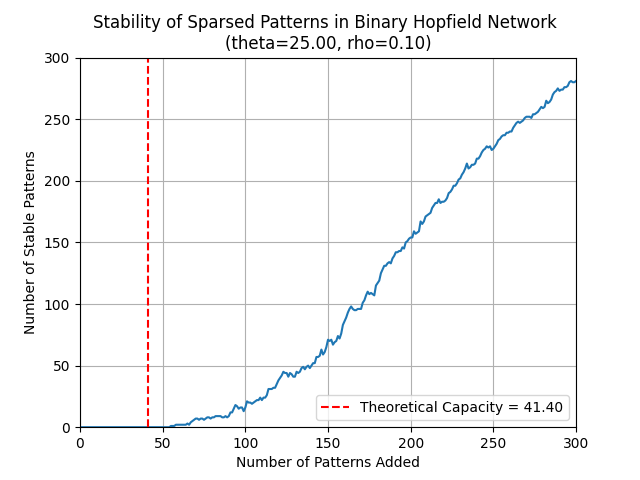 Stability of Sparsed Patterns in Binary Hopfield Network
(theta=25.00, rho=0.10)
300
250
200
150
100
50
0
Number of Stable Patterns
Theoretical Capacity = 41.40
0 50 100 150 200 250 300
Number of Patterns Added